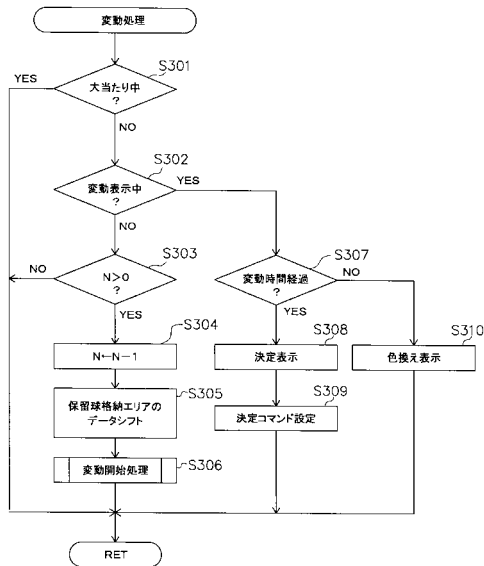 変動処理
S301
YES
大当たり中
?
NO
S302
変動表示中
?
YES
NO
S303
NO
N>0
?
YES
S307
変動時間経過
?
NO
YES
S304
N←N-1
S308
決定表示
S310
色換え表示
S305
保留球格納エリアの
データシフト
S309
決定コマンド設定
S306
変動開始処理
RET